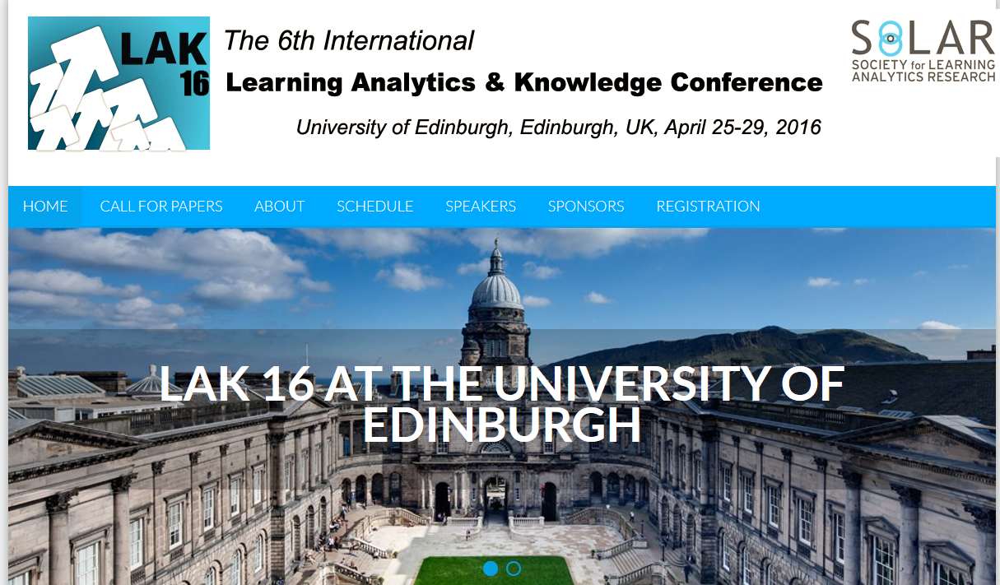 LAK
16
The 6th International
Learning Analytics & Knowledge Conference
University of Edinburgh, Edinburgh, UK, April 25-29, 2016
SOLAR
SOCIETY for LEARNING
ANALYTICS RESEARCH
HOME CALL FOR PAPERS ABOUT SCHEDULE SPEAKERS SPONSORS REGISTRATION
LAK 16 AT THE UNIVERSITY OF
EDINBURGH